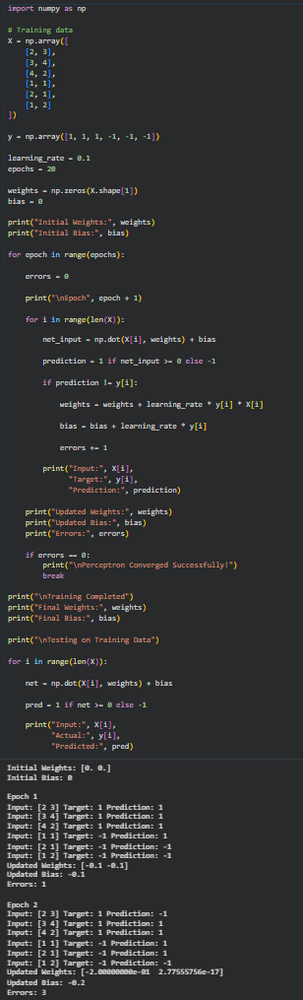 import numpy as np
# Training data
X = np.array([
[2, 3],
[3, 4],
[4, 2],
[1, 1],
[2, 1],
[1, 2]
])
y = np.array([1, 1, 1, -1, -1, -1])
learning_rate = 0.1
epochs = 20
weights = np.zeros(X.shape[1])
bias = 0
print("Initial Weights:", weights)
print("Initial Bias:", bias)
for epoch in range(epochs):
errors = 0
print("\nEpoch", epoch + 1)
for i in range(len(X)):
net_input = np.dot(X[i], weights) + bias
prediction = 1 if net_input >= 0 else -1
if prediction != y[i]:
weights = weights + learning_rate * y[i] * X[i]
bias = bias + learning_rate * y[i]
errors += 1
print("Input:", X[i],
"Target:", y[i],
"Prediction:", prediction)
print("Updated Weights:", weights)
print("Updated Bias:", bias)
print("Errors:", errors)
if errors == 0:
print("\nPerceptron Converged Successfully!")
break
print("\nTraining Completed")
print("Final Weights:", weights)
print("Final Bias:", bias)
print("\nTesting on Training Data")
for i in range(len(X)):
net = np.dot(X[i], weights) + bias
pred = 1 if net >= 0 else -1
print("Input:", X[i],
"Actual:", y[i],
"Predicted:", pred)
Initial Weights: [0. 0.]
Initial Bias: 0
Epoch 1
Input: [2 3] Target: 1 Prediction: 1
Input: [3 4] Target: 1 Prediction: 1
Input: [4 2] Target: 1 Prediction: 1
Input: [1 1] Target: -1 Prediction: 1
Input: [2 1] Target: -1 Prediction: -1
Input: [1 2] Target: -1 Prediction: -1
Updated Weights: [-0.1 -0.1]
Updated Bias: -0.1
Errors: 1
Epoch 2
Input: [2 3] Target: 1 Prediction: -1
Input: [3 4] Target: 1 Prediction: 1
Input: [4 2] Target: 1 Prediction: 1
Input: [1 1] Target: -1 Prediction: 1
Input: [2 1] Target: -1 Prediction: 1
Input: [1 2] Target: -1 Prediction: -1
Updated Weights: [-2.00000000e-01 2.77555756e-17]
Updated Bias: -0.2
Errors: 3